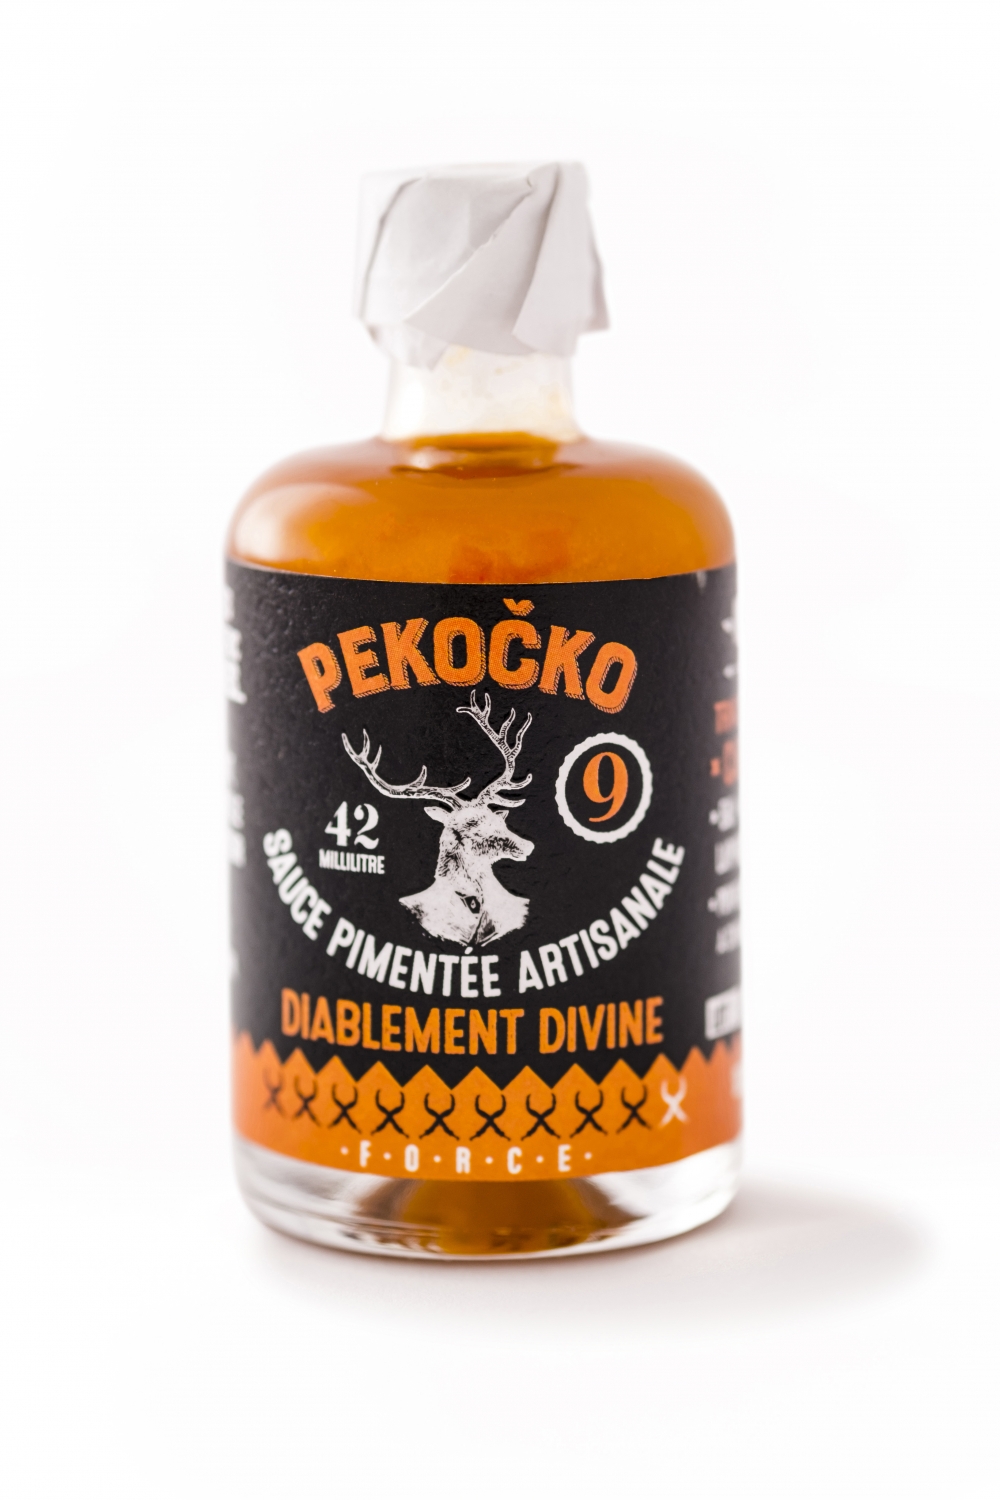 PEKOČKO
9
42
MILLILITRE
SAUCE PIMENTÉE ARTISANALE
DIABLEMENT DIVINE
·F·O·R·C·E·